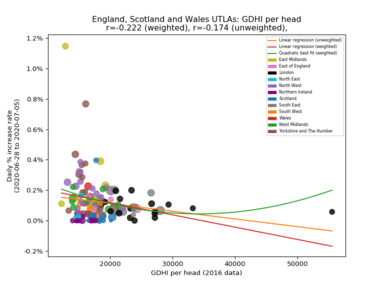 England, Scotland and Wales UTLAs: GDHI per head
r=-0.222 (weighted), r=-0.174 (unweighted),
Daily % increase rate
(2020-06-28 to 2020-07-05)
1.2%
1.0%
0.8%
0.6%
0.4%
0.2%
0.0%
-0.2%
Linear regression (unweighted)
Linear regression (weighted)
Quadratic best fit (weighted)
East Midlands
East of England
London
North East
North West
Northern Ireland
Scotland
South East
South West
Wales
West Midlands
Yorkshire and The Humber
20000 30000 40000 50000
GDHI per head (2016 data)